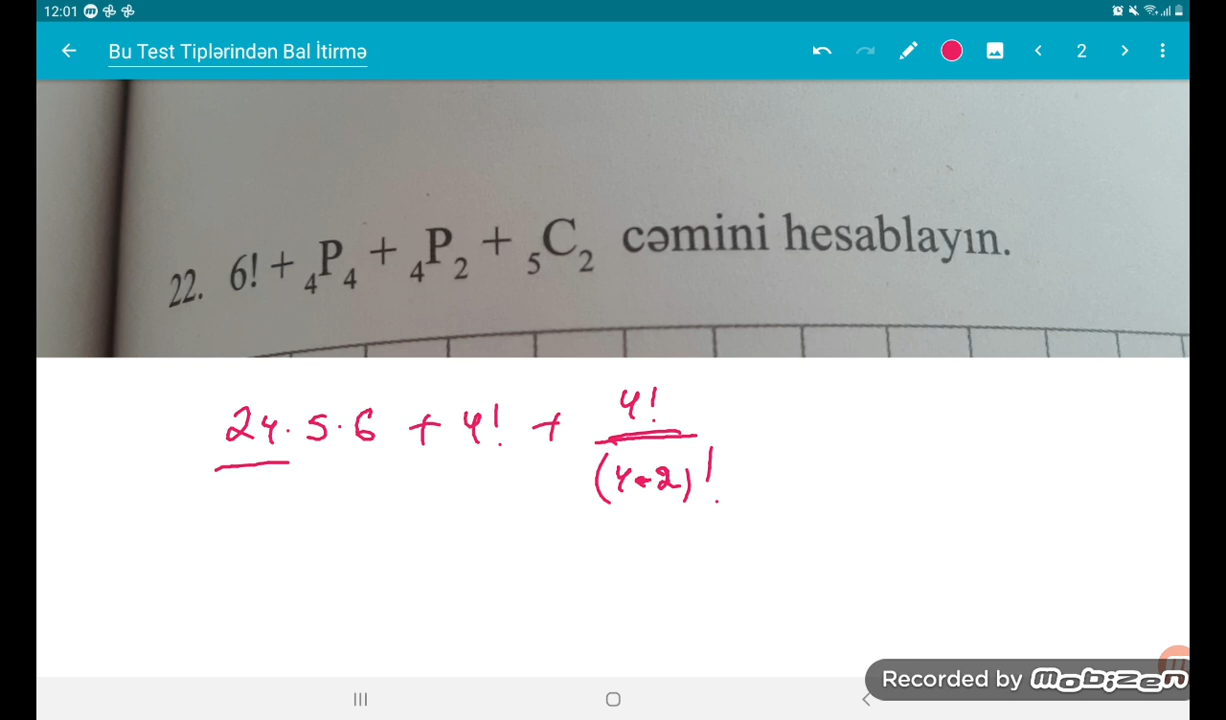 12:01
Bu Test Tiplərindən Bal İtirmə
2
22. 6! + ₄P₄ + ₄P₂ + ₅C₂ cəmini hesablayın.
24·5·6 + 4! + 4!/(4-2)!
Recorded by mobizen